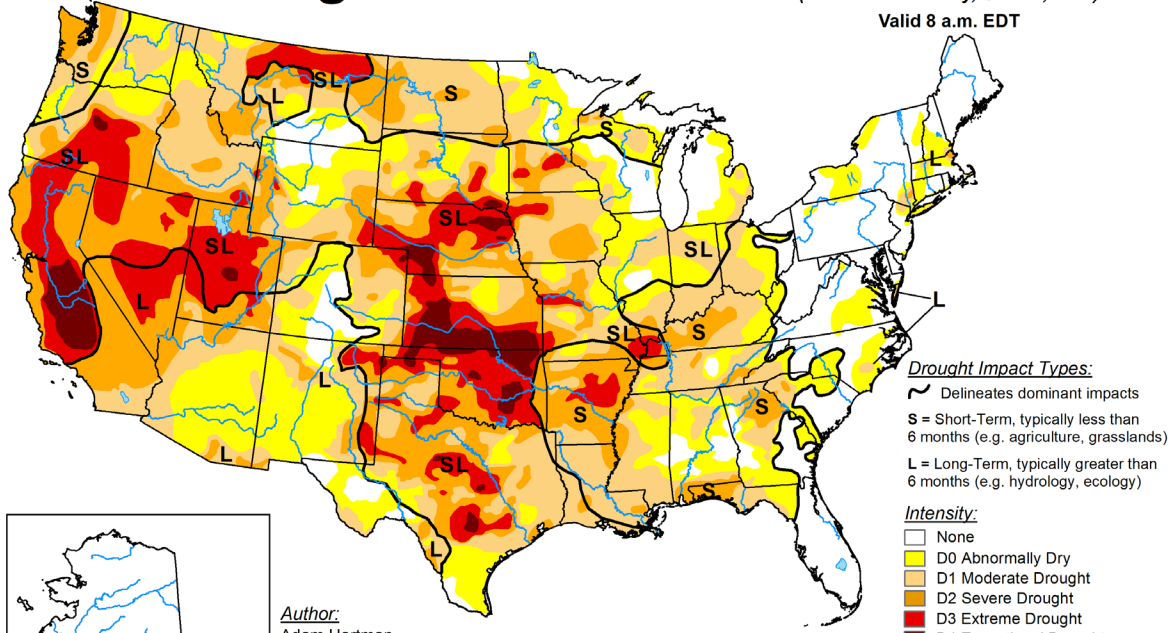 Valid 8 a.m. EDT
S
SL
L
S
S
L
SL
SL
SL
SL
L
L
SL
S
S
S
L
L
SL
S
L
Drought Impact Types:
Delineates dominant impacts
S = Short-Term, typically less than
6 months (e.g. agriculture, grasslands)
L = Long-Term, typically greater than
6 months (e.g. hydrology, ecology)
Intensity:
None
D0 Abnormally Dry
D1 Moderate Drought
D2 Severe Drought
D3 Extreme Drought
Author: